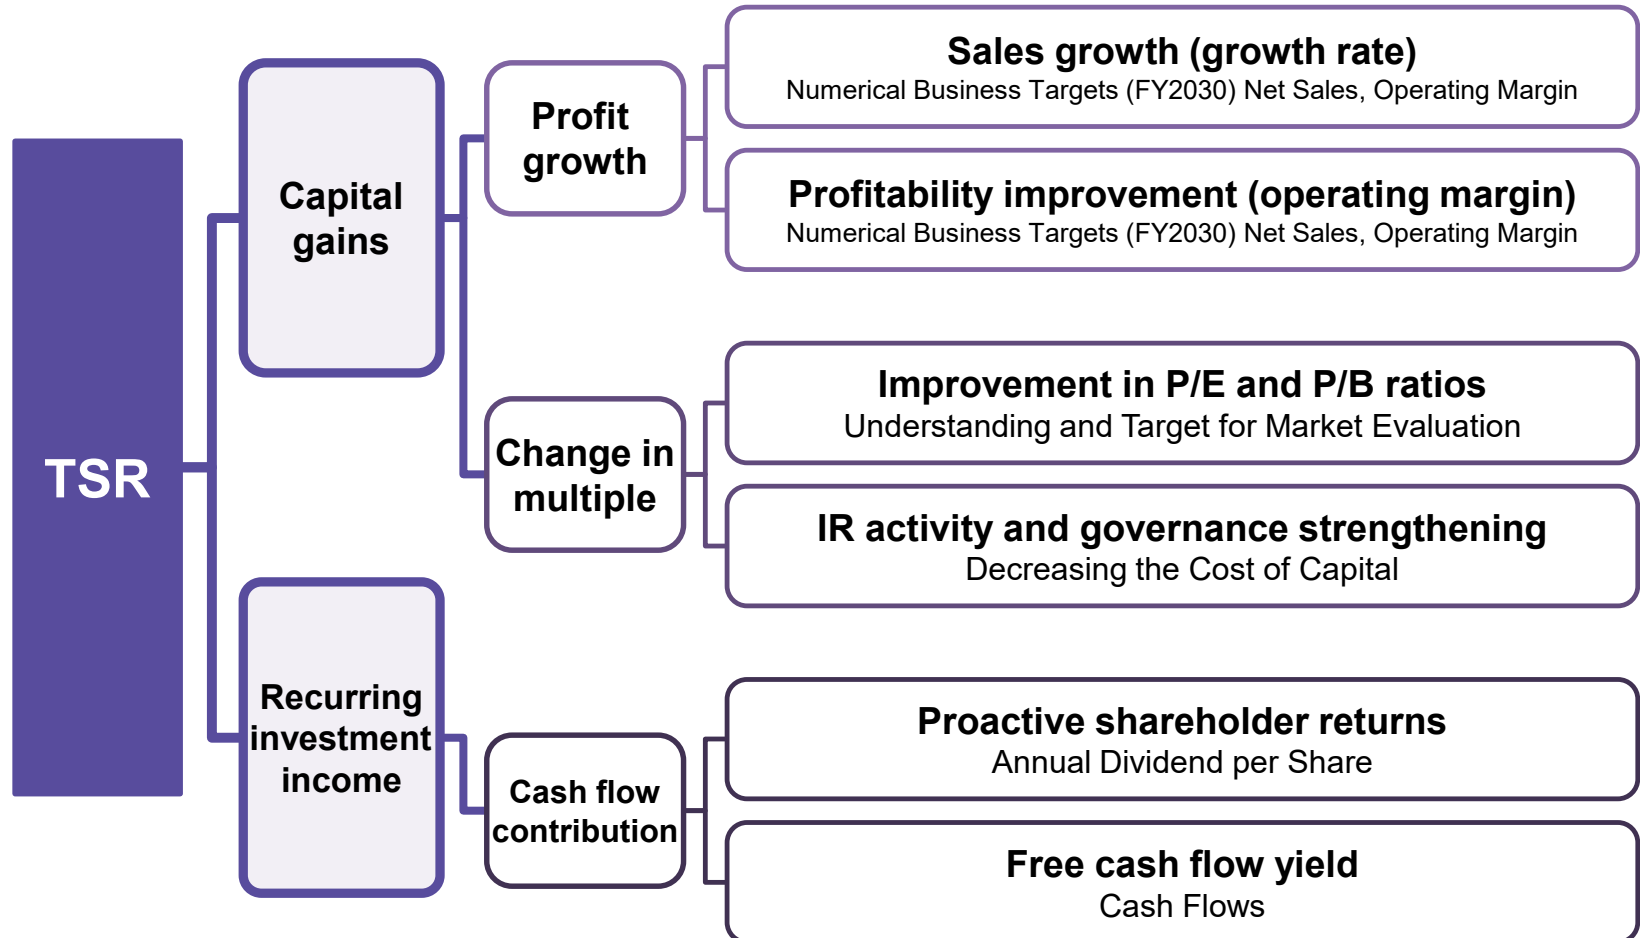 TSR
Capital
gains
Profit
growth
Sales growth (growth rate)
Numerical Business Targets (FY2030) Net Sales, Operating Margin
Profitability improvement (operating margin)
Numerical Business Targets (FY2030) Net Sales, Operating Margin
Change in
multiple
Improvement in P/E and P/B ratios
Understanding and Target for Market Evaluation
IR activity and governance strengthening
Decreasing the Cost of Capital
Recurring
investment
income
Cash flow
contribution
Proactive shareholder returns
Annual Dividend per Share
Free cash flow yield
Cash Flows